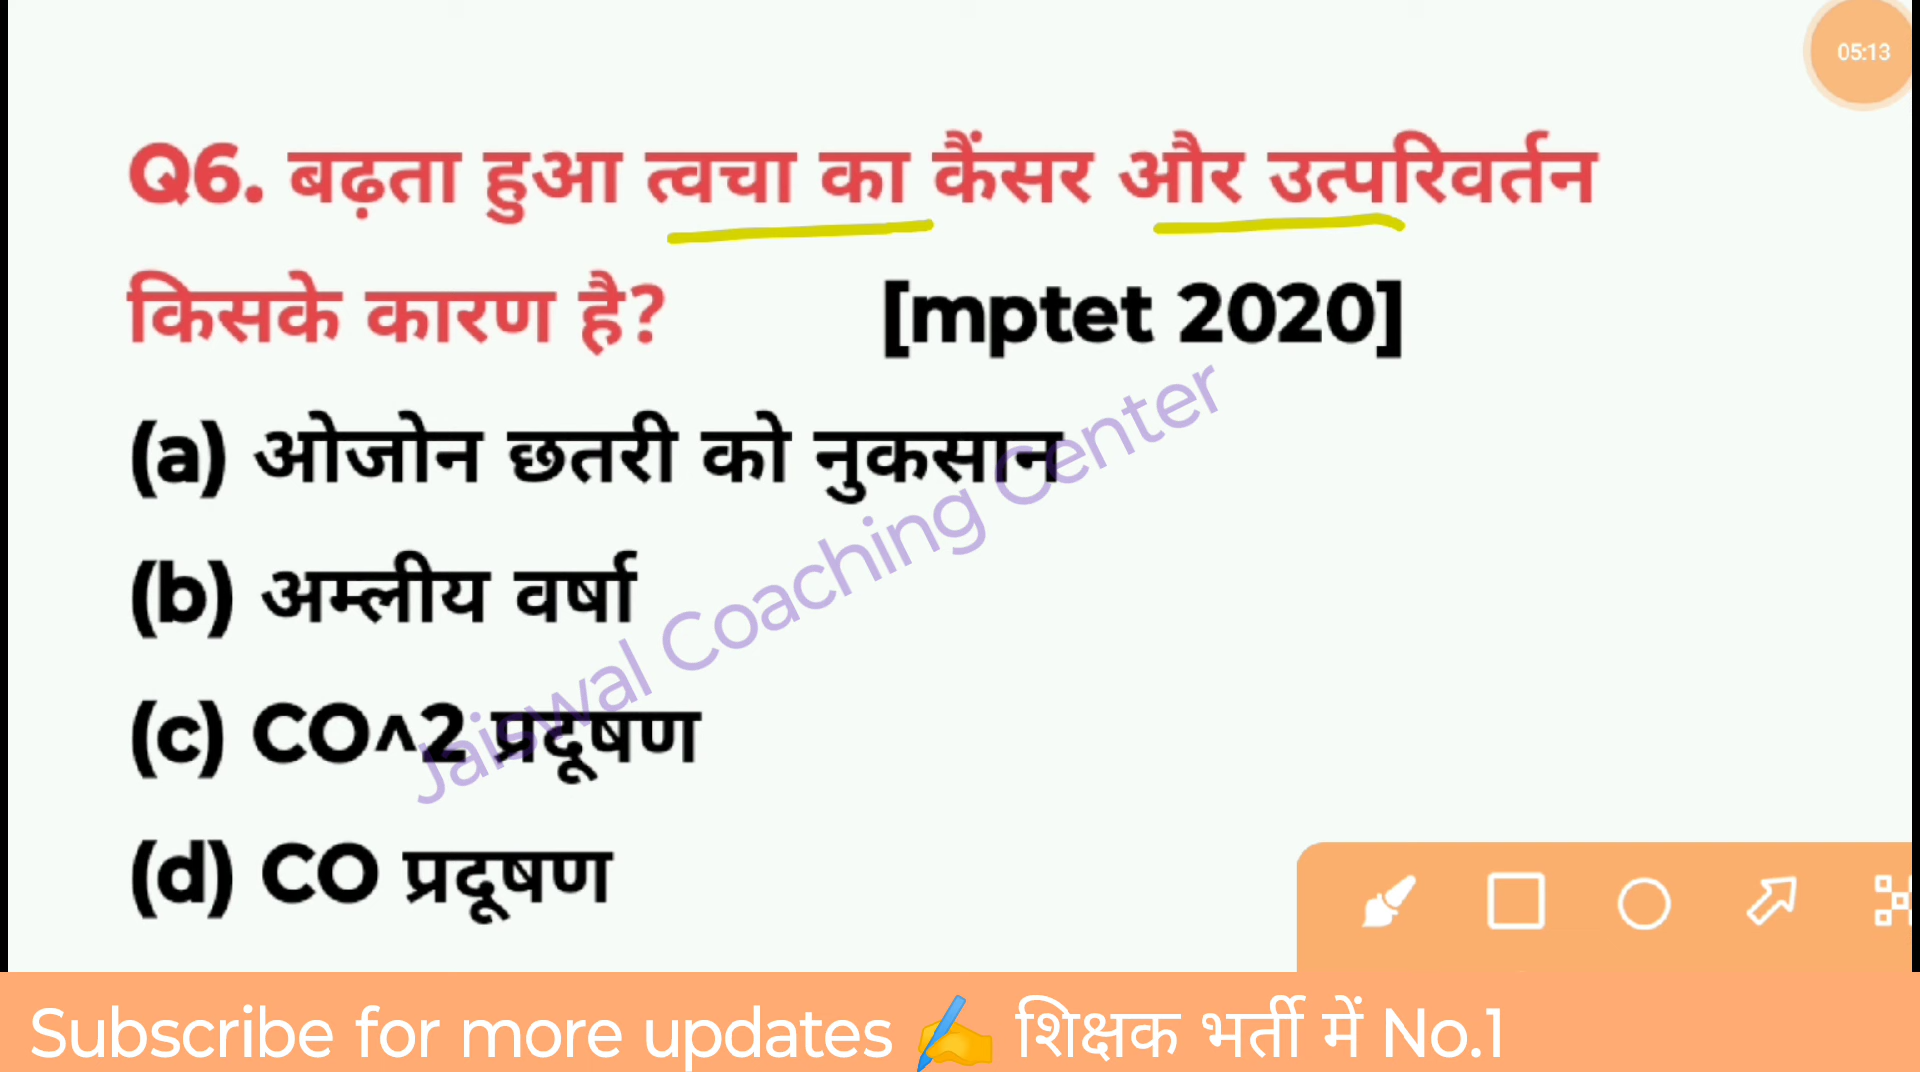 05:13
Q6. बढ़ता हुआ त्वचा का कैंसर और उत्परिवर्तन
किसके कारण है? [mptet 2020]
(a) ओजोन छतरी को नुकसान
(b) अम्लीय वर्षा
(c) CO^2 प्रदूषण
(d) CO प्रदूषण
Jaiswal Coaching Center
Subscribe for more updates ✍️ शिक्षक भर्ती में No.1